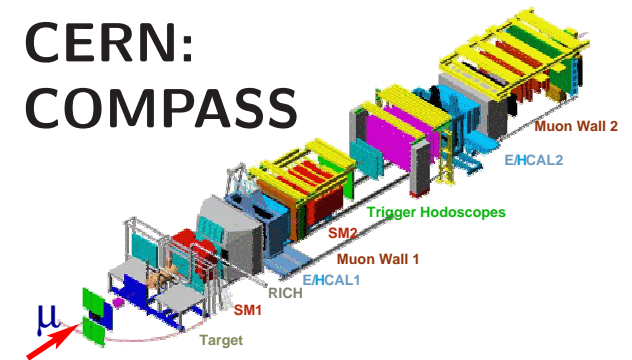 CERN:
COMPASS
Muon Wall 2
E/HCAL2
Trigger Hodoscopes
SM2
Muon Wall 1
E/HCAL1
RICH
SM1
μ
Target